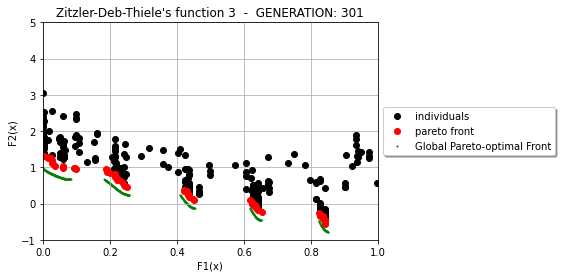 Zitzler-Deb-Thiele's function 3 - GENERATION: 301
F2(x)
5
4
3
2
1
0
−1
0.0 0.2 0.4 0.6 0.8 1.0
F1(x)
individuals
pareto front
Global Pareto-optimal Front